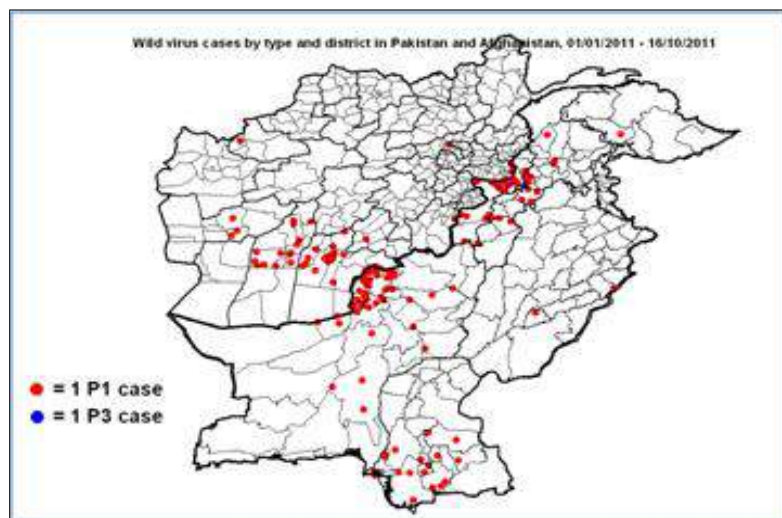 Wild virus cases by type and district in Pakistan and Afghanistan, 01/01/2011 - 16/10/2011
= 1 P1 case
= 1 P3 case